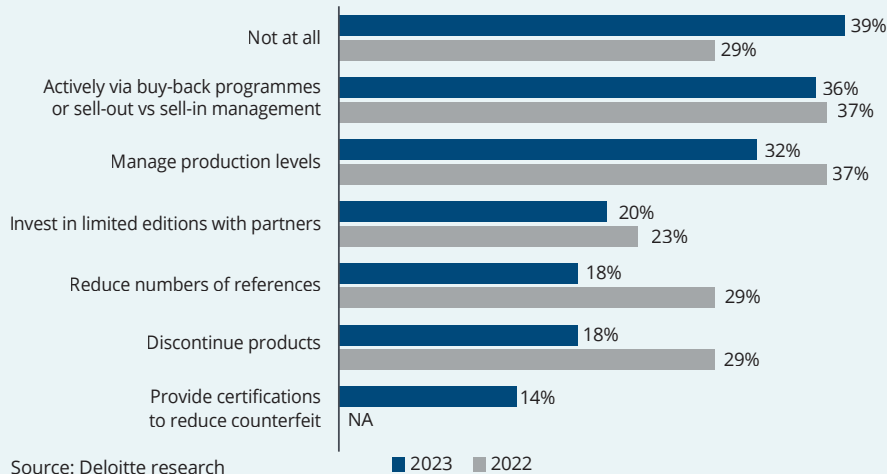 Not at all
39%
29%
Actively via buy-back programmes
or sell-out vs sell-in management
36%
37%
Manage production levels
32%
37%
Invest in limited editions with partners
20%
23%
Reduce numbers of references
18%
29%
Discontinue products
18%
29%
Provide certifications
to reduce counterfeit
14%
NA
Source: Deloitte research
2023 2022